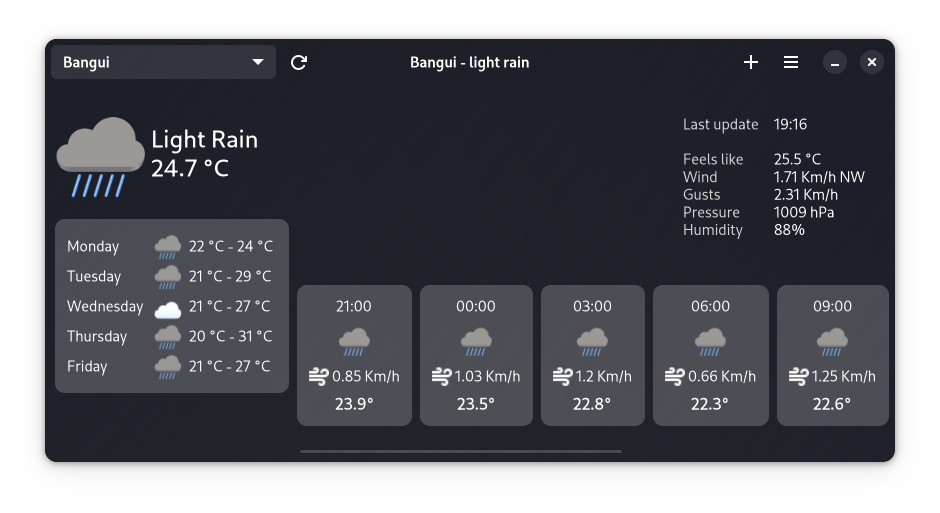 Bangui
Bangui - light rain
Light Rain
24.7 °C
Last update 19:16
Feels like 25.5 °C
Wind 1.71 Km/h NW
Gusts 2.31 Km/h
Pressure 1009 hPa
Humidity 88%
Monday 22 °C - 24 °C
Tuesday 21 °C - 29 °C
Wednesday 21 °C - 27 °C
Thursday 20 °C - 31 °C
Friday 21 °C - 27 °C
21:00
0.85 Km/h
23.9°
00:00
1.03 Km/h
23.5°
03:00
1.2 Km/h
22.8°
06:00
0.66 Km/h
22.3°
09:00
1.25 Km/h
22.6°